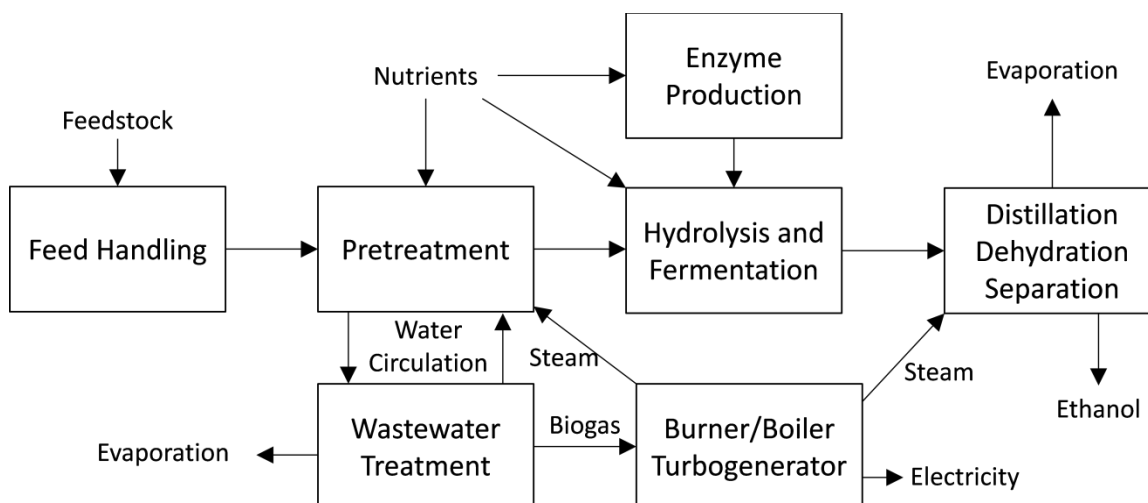 Enzyme
Production
Evaporation
Nutrients
Feedstock
Feed Handling
Pretreatment
Hydrolysis and
Fermentation
Distillation
Dehydration
Separation
Water
Circulation
Steam
Steam
Ethanol
Evaporation
Wastewater
Treatment
Biogas
Burner/Boiler
Turbogenerator
Electricity